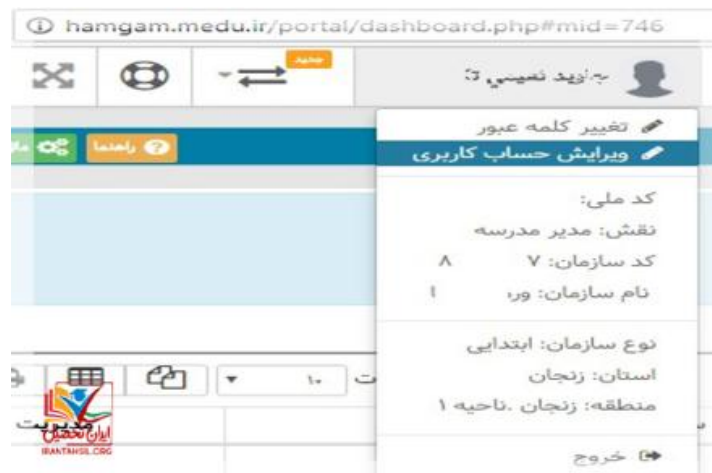 hamgam.medu.ir/portal/dashboard.php#mid=746
جدید
نعیمی
راهنما
تغییر کلمه عبور
ویرایش حساب کاربری
کد ملی:
نقش: مدیر مدرسه
کد سازمان: ۷ ۸
نام سازمان:
نوع سازمان: ابتدایی
استان: زنجان
منطقه: زنجان .ناحیه ۱
۱۰
مدیریت
خروج
ایران تحصیل
IRANTAHSIL.ORG